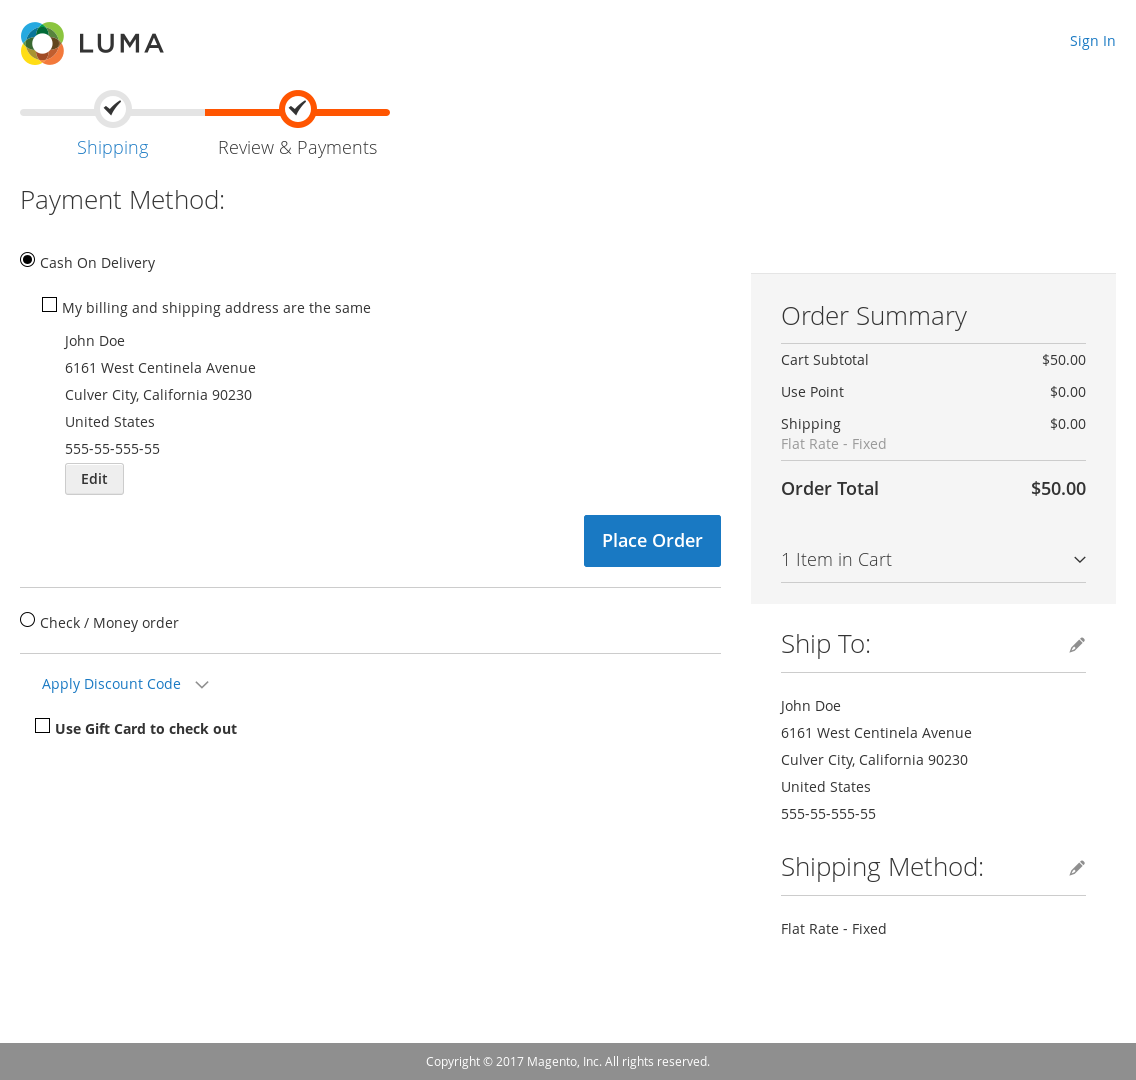 LUMA
Sign In
Shipping
Review & Payments
Payment Method:
Cash On Delivery
My billing and shipping address are the same
John Doe
6161 West Centinela Avenue
Culver City, California 90230
United States
555-55-555-55
Edit
Place Order
Check / Money order
Apply Discount Code
Use Gift Card to check out
Order Summary
Cart Subtotal $50.00
Use Point $0.00
Shipping $0.00
Flat Rate - Fixed
Order Total $50.00
1 Item in Cart
Ship To:
John Doe
6161 West Centinela Avenue
Culver City, California 90230
United States
555-55-555-55
Shipping Method:
Flat Rate - Fixed
Copyright © 2017 Magento, Inc. All rights reserved.